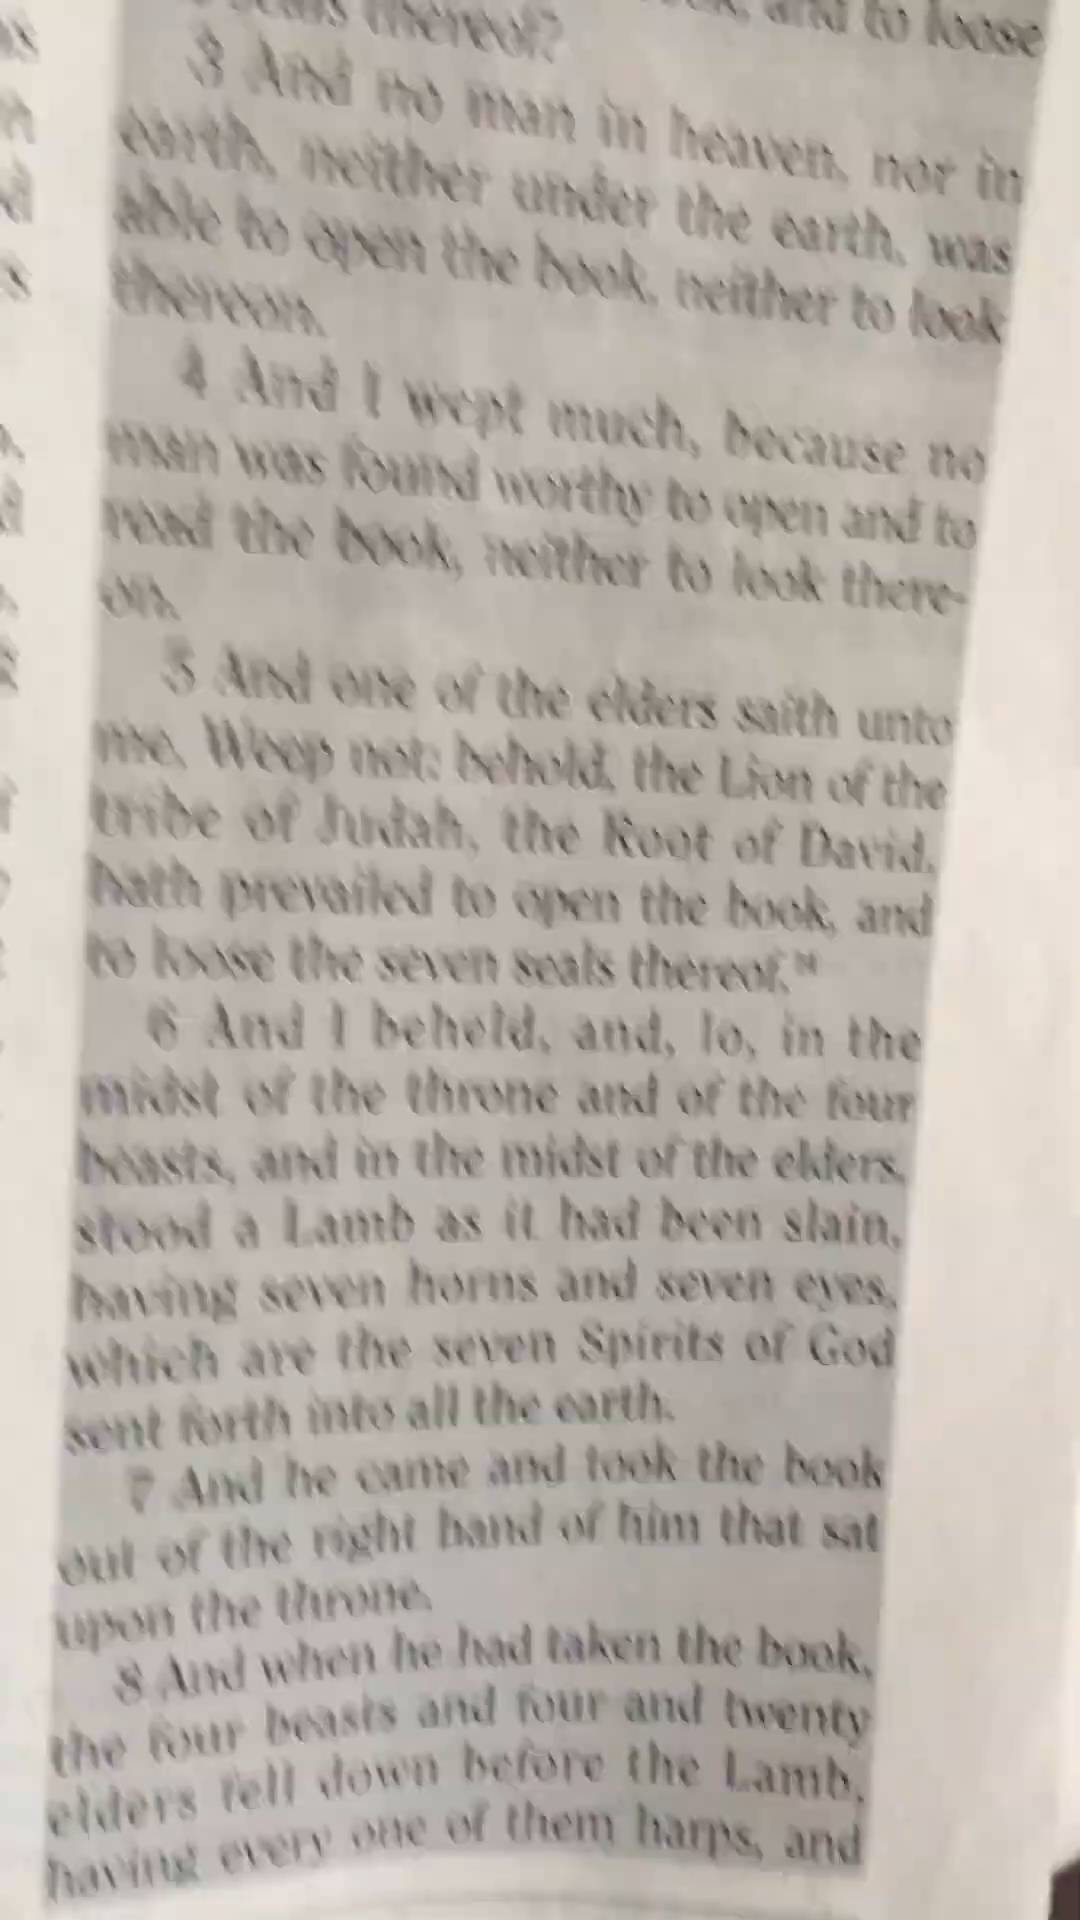 seals thereof? and to loose
3 And no man in heaven, nor in
earth, neither under the earth, was
able to open the book, neither to look
thereon.
4 And I wept much, because no
man was found worthy to open and to
read the book, neither to look there-
on.
5 And one of the elders saith unto
me, Weep not: behold, the Lion of the
tribe of Judah, the Root of David,
hath prevailed to open the book, and
to loose the seven seals thereof.
6 And I beheld, and, lo, in the
midst of the throne and of the four
beasts, and in the midst of the elders,
stood a Lamb as it had been slain,
having seven horns and seven eyes,
which are the seven Spirits of God
sent forth into all the earth.
7 And he came and took the book
out of the right hand of him that sat
upon the throne.
8 And when he had taken the book,
the four beasts and four and twenty
elders fell down before the Lamb,
having every one of them harps, and